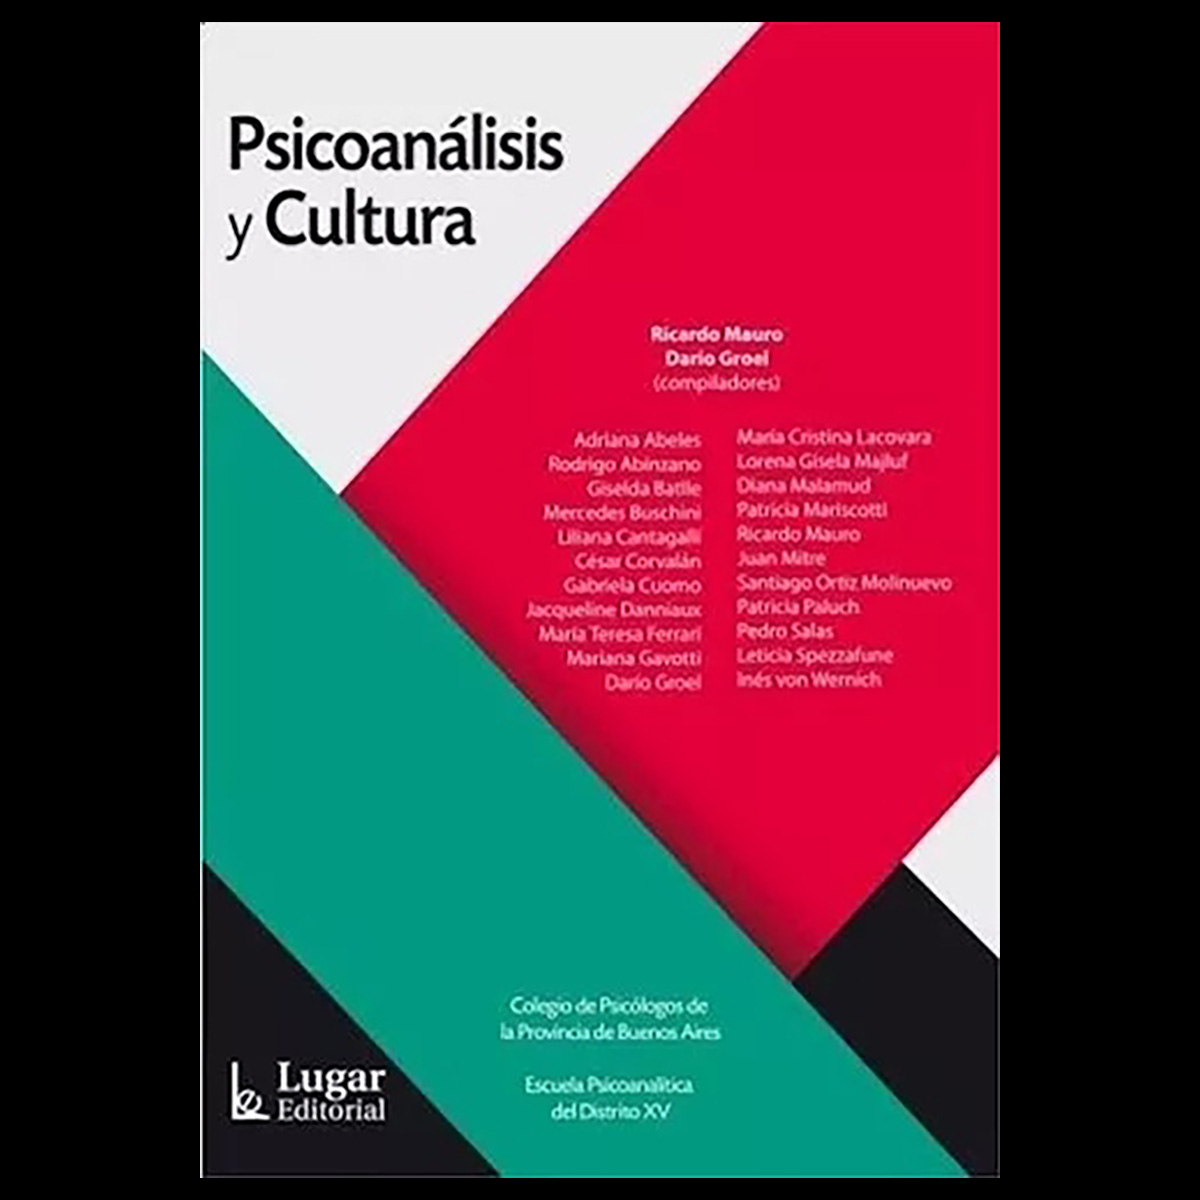 Psicoanálisis
y Cultura
Ricardo Mauro
Darío Groel
(compiladores)
Adriana Abeles
Rodrigo Abinzano
Giselda Batlle
Mercedes Buschini
Liliana Cantagalli
César Corvalán
Gabriela Cuomo
Jacqueline Danniaux
María Teresa Ferrari
Mariana Gavotti
Darío Groel
María Cristina Lacovara
Lorena Gisela Majluf
Diana Malamud
Patricia Mariscotti
Ricardo Mauro
Juan Mitre
Santiago Ortiz Molinuevo
Patricia Paluch
Pedro Salas
Leticia Spezzafune
Inés von Wernich
Colegio de Psicólogos de
la Provincia de Buenos Aires
Escuela Psicoanalítica
del Distrito XV
Le Lugar
Editorial